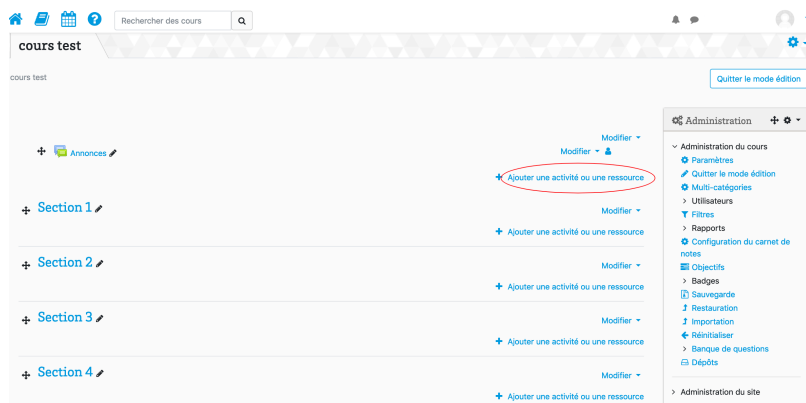 Rechercher des cours
cours test
cours test
Quitter le mode édition
Modifier
Annonces
Modifier
Ajouter une activité ou une ressource
Section 1
Modifier
Ajouter une activité ou une ressource
Section 2
Modifier
Ajouter une activité ou une ressource
Section 3
Modifier
Ajouter une activité ou une ressource
Section 4
Modifier
Ajouter une activité ou une ressource
Administration
Administration du cours
Paramètres
Quitter le mode édition
Multi-catégories
Utilisateurs
Filtres
Rapports
Configuration du carnet de
notes
Objectifs
Badges
Sauvegarde
Restauration
Importation
Réinitialiser
Banque de questions
Dépôts
Administration du site